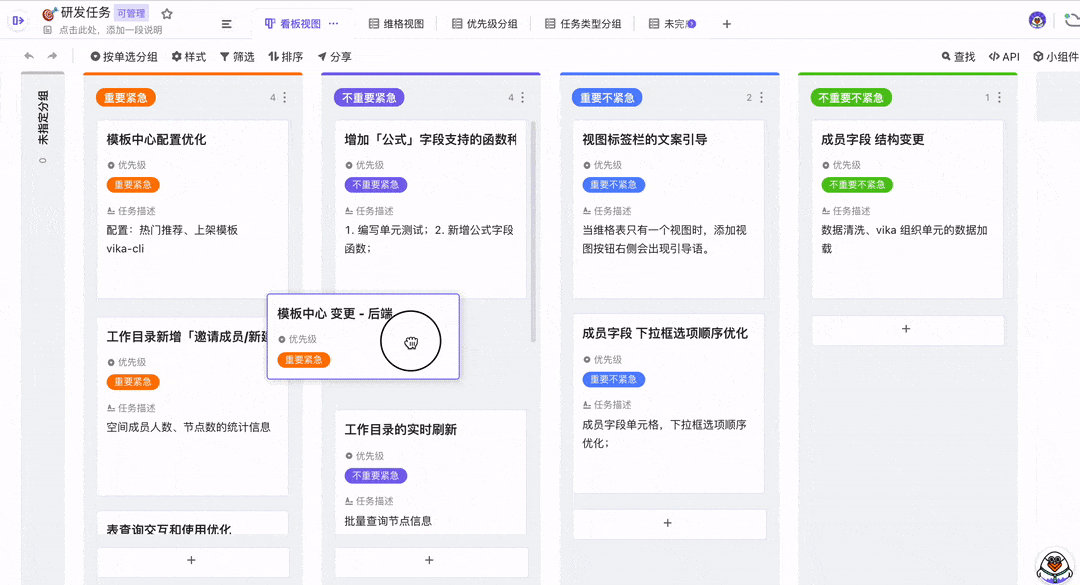 研发任务 可管理
点击此处，添加一段说明
看板视图 ···
维格视图
优先级分组
任务类型分组
未完
按单选分组
样式
筛选
排序
分享
查找
API
小组件
未指定分组
0
重要紧急
4
模板中心配置优化
优先级
重要紧急
任务描述
配置：热门推荐、上架模板
vika-cli
工作目录新增「邀请成员/新建
优先级
重要紧急
任务描述
空间成员人数、节点数的统计信息
表查询交互和使用优化
+
不重要紧急
4
增加「公式」字段支持的函数种
优先级
不重要紧急
任务描述
1. 编写单元测试；2. 新增公式字段
函数；
模板中心 变更 - 后端
优先级
重要紧急
工作目录的实时刷新
优先级
不重要紧急
任务描述
批量查询节点信息
+
重要不紧急
2
视图标签栏的文案引导
优先级
重要不紧急
任务描述
当维格表只有一个视图时，添加视
图按钮右侧会出现引导语。
成员字段 下拉框选项顺序优化
优先级
重要不紧急
任务描述
成员字段单元格，下拉框选项顺序
优化；
+
不重要不紧急
1
成员字段 结构变更
优先级
不重要不紧急
任务描述
数据清洗、vika 组织单元的数据加
载
+